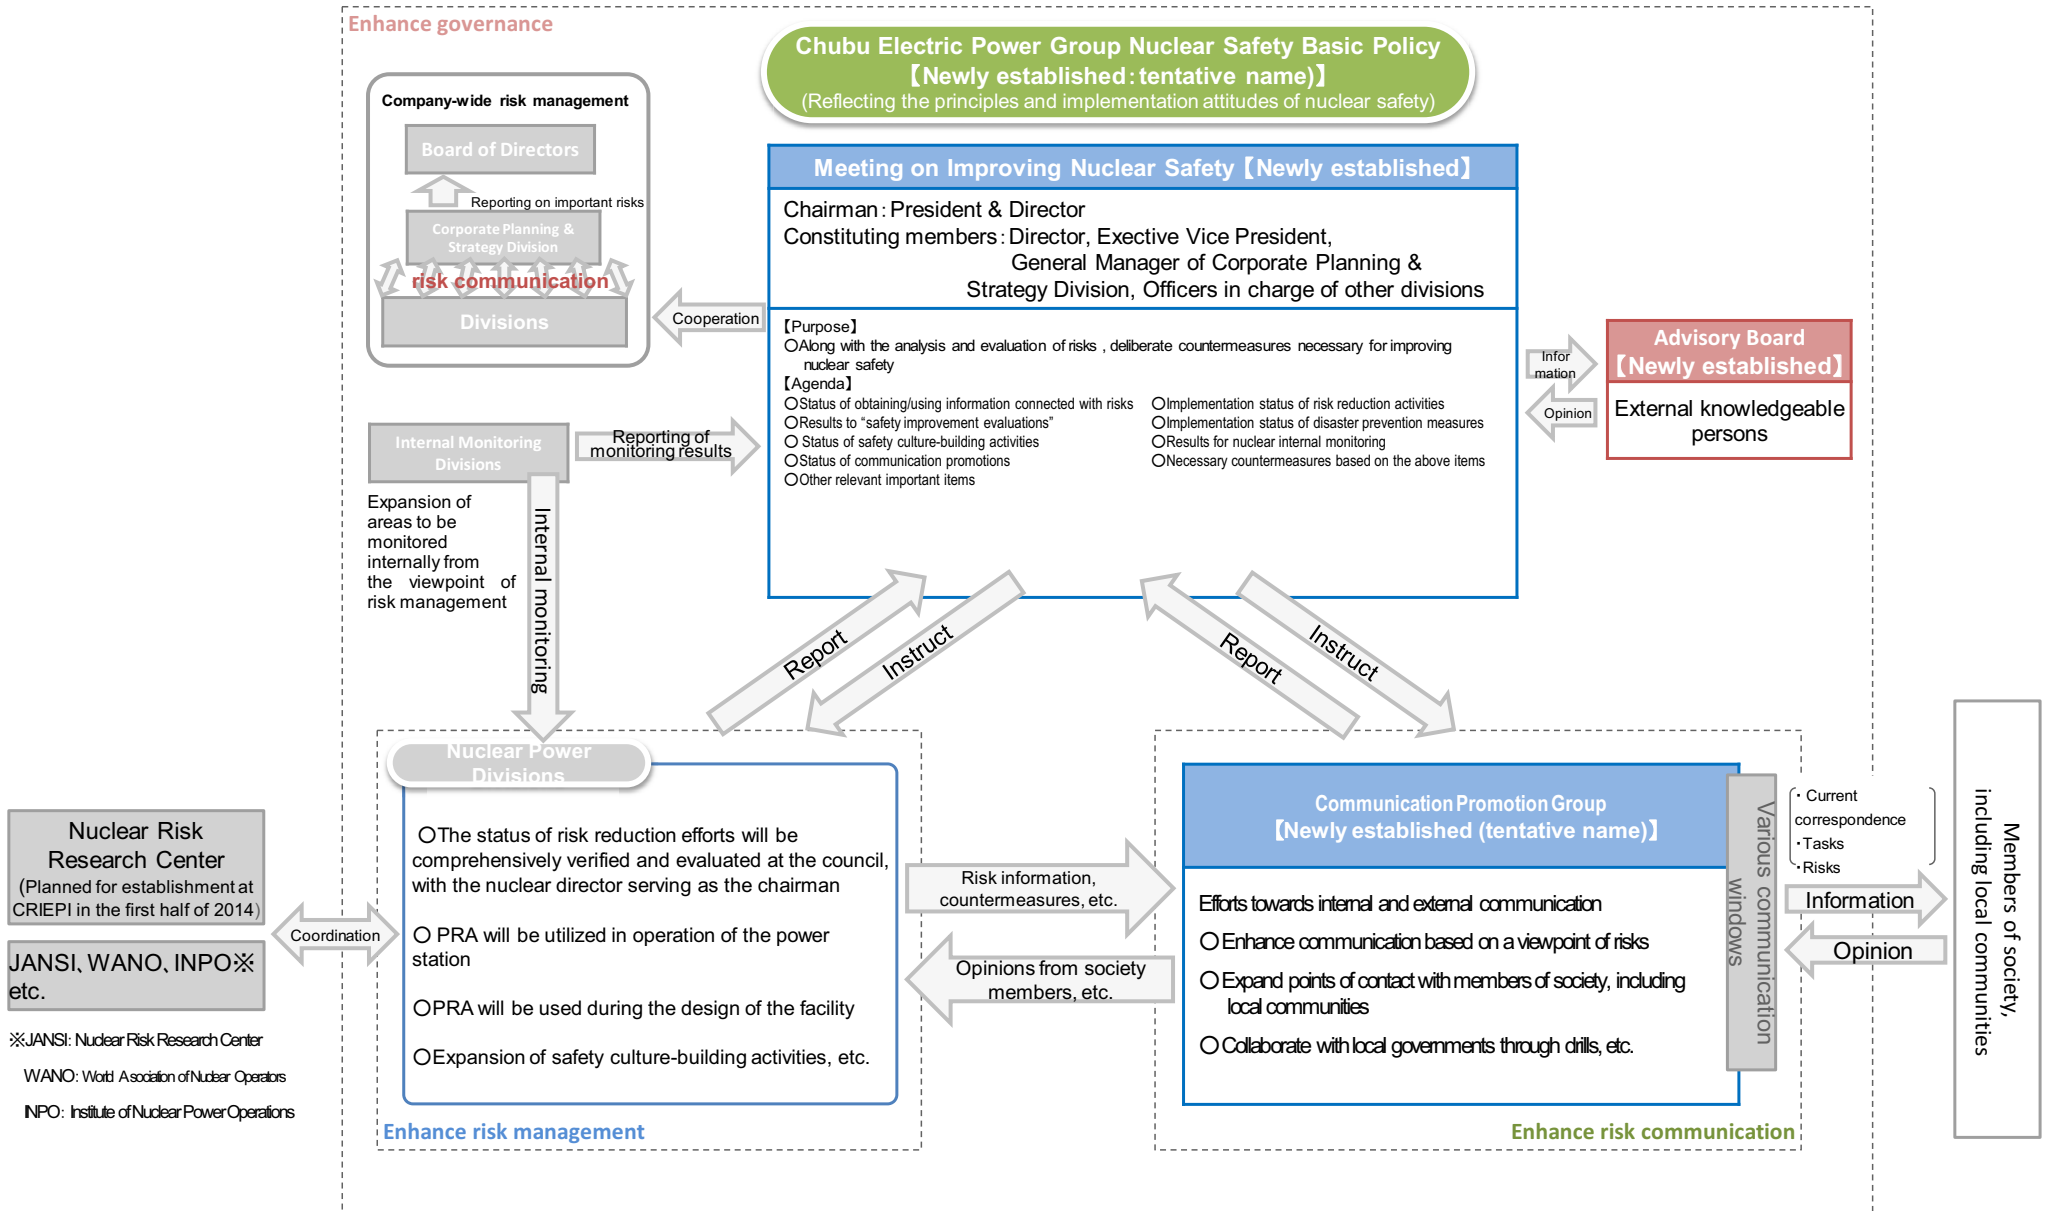 Enhance governance
Chubu Electric Power Group Nuclear Safety Basic Policy
【Newly established：tentative name)】
(Reflecting the principles and implementation attitudes of nuclear safety)
Company-wide risk management
Board of Directors
Reporting on important risks
Corporate Planning &
Strategy Division
risk communication
Divisions
Cooperation
Meeting on Improving Nuclear Safety【Newly established】
Chairman：President & Director
Constituting members：Director, Exective Vice President,
General Manager of Corporate Planning &
Strategy Division, Officers in charge of other divisions
【Purpose】
○Along with the analysis and evaluation of risks , deliberate countermeasures necessary for improving
nuclear safety
【Agenda】
○Status of obtaining/using information connected with risks
○Results to “safety improvement evaluations”
○ Status of safety culture-building activities
○Status of communication promotions
○Other relevant important items
○Implementation status of risk reduction activities
○Implementation status of disaster prevention measures
○Results for nuclear internal monitoring
○Necessary countermeasures based on the above items
Infor
mation
Opinion
Advisory Board
【Newly established】
External knowledgeable
persons
Internal Monitoring
Divisions
Reporting of
monitoring results
Expansion of
areas to be
monitored
internally from
the viewpoint of
risk management
Internal monitoring
Report
Instruct
Report
Instruct
Nuclear Power
Divisions
○The status of risk reduction efforts will be
comprehensively verified and evaluated at the council,
with the nuclear director serving as the chairman
○ PRA will be utilized in operation of the power
station
○PRA will be used during the design of the facility
○Expansion of safety culture-building activities, etc.
Enhance risk management
Nuclear Risk
Research Center
(Planned for establishment at
CRIEPI in the first half of 2014)
JANSI、WANO、INPO※
etc.
※JANSI: Nuclear Risk Research Center
WANO: World Asociation of Nuclear Operators
INPO: Institute of Nuclear Power Operations
Coordination
Risk information,
countermeasures, etc.
Opinions from society
members, etc.
Communication Promotion Group
【Newly established (tentative name)】
Efforts towards internal and external communication
○Enhance communication based on a viewpoint of risks
○Expand points of contact with members of society, including
local communities
○Collaborate with local governments through drills, etc.
Various communication
windows
Enhance risk communication
・Current
correspondence
・Tasks
・Risks
Information
Opinion
Members of society,
including local communities